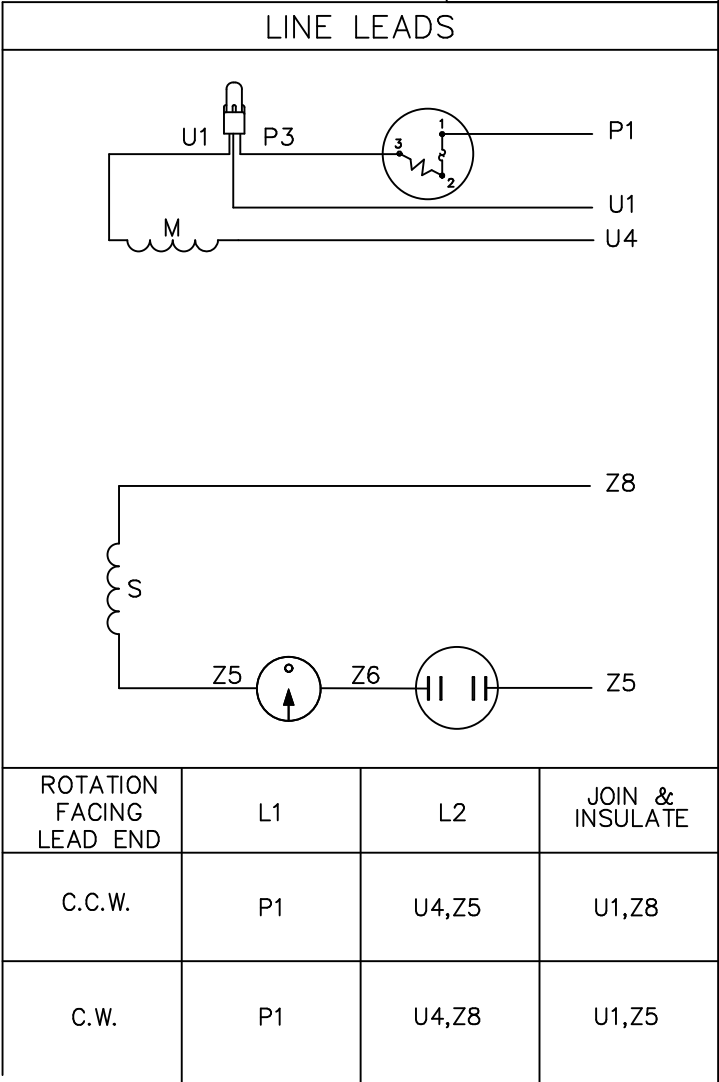 LINE LEADS
U1 P3 1 3 2 P1
U1
M U4
Z8
S
Z5 Z6 Z5
ROTATION FACING LEAD END L1 L2 JOIN & INSULATE
C.C.W. P1 U4,Z5 U1,Z8
C.W. P1 U4,Z8 U1,Z5